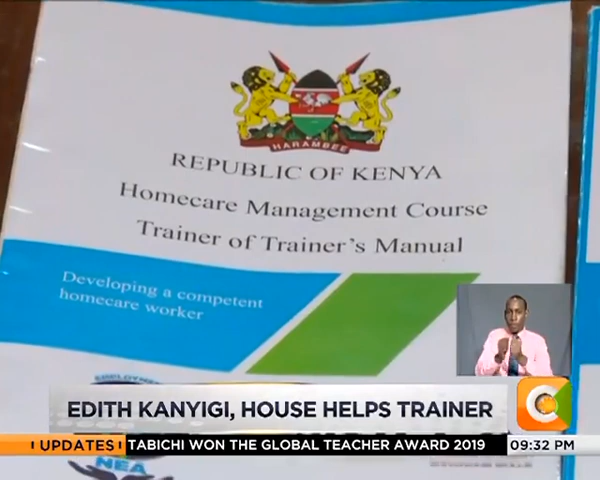 HARAMBEE
REPUBLIC OF KENYA
Homecare Management Course
Trainer of Trainer's Manual
Developing a competent
homecare worker
EMPLOYMENT
EDITH KANYIGI, HOUSE HELPS TRAINER
UPDATES
TABICHI WON THE GLOBAL TEACHER AWARD 2019
09:32 PM
NEA